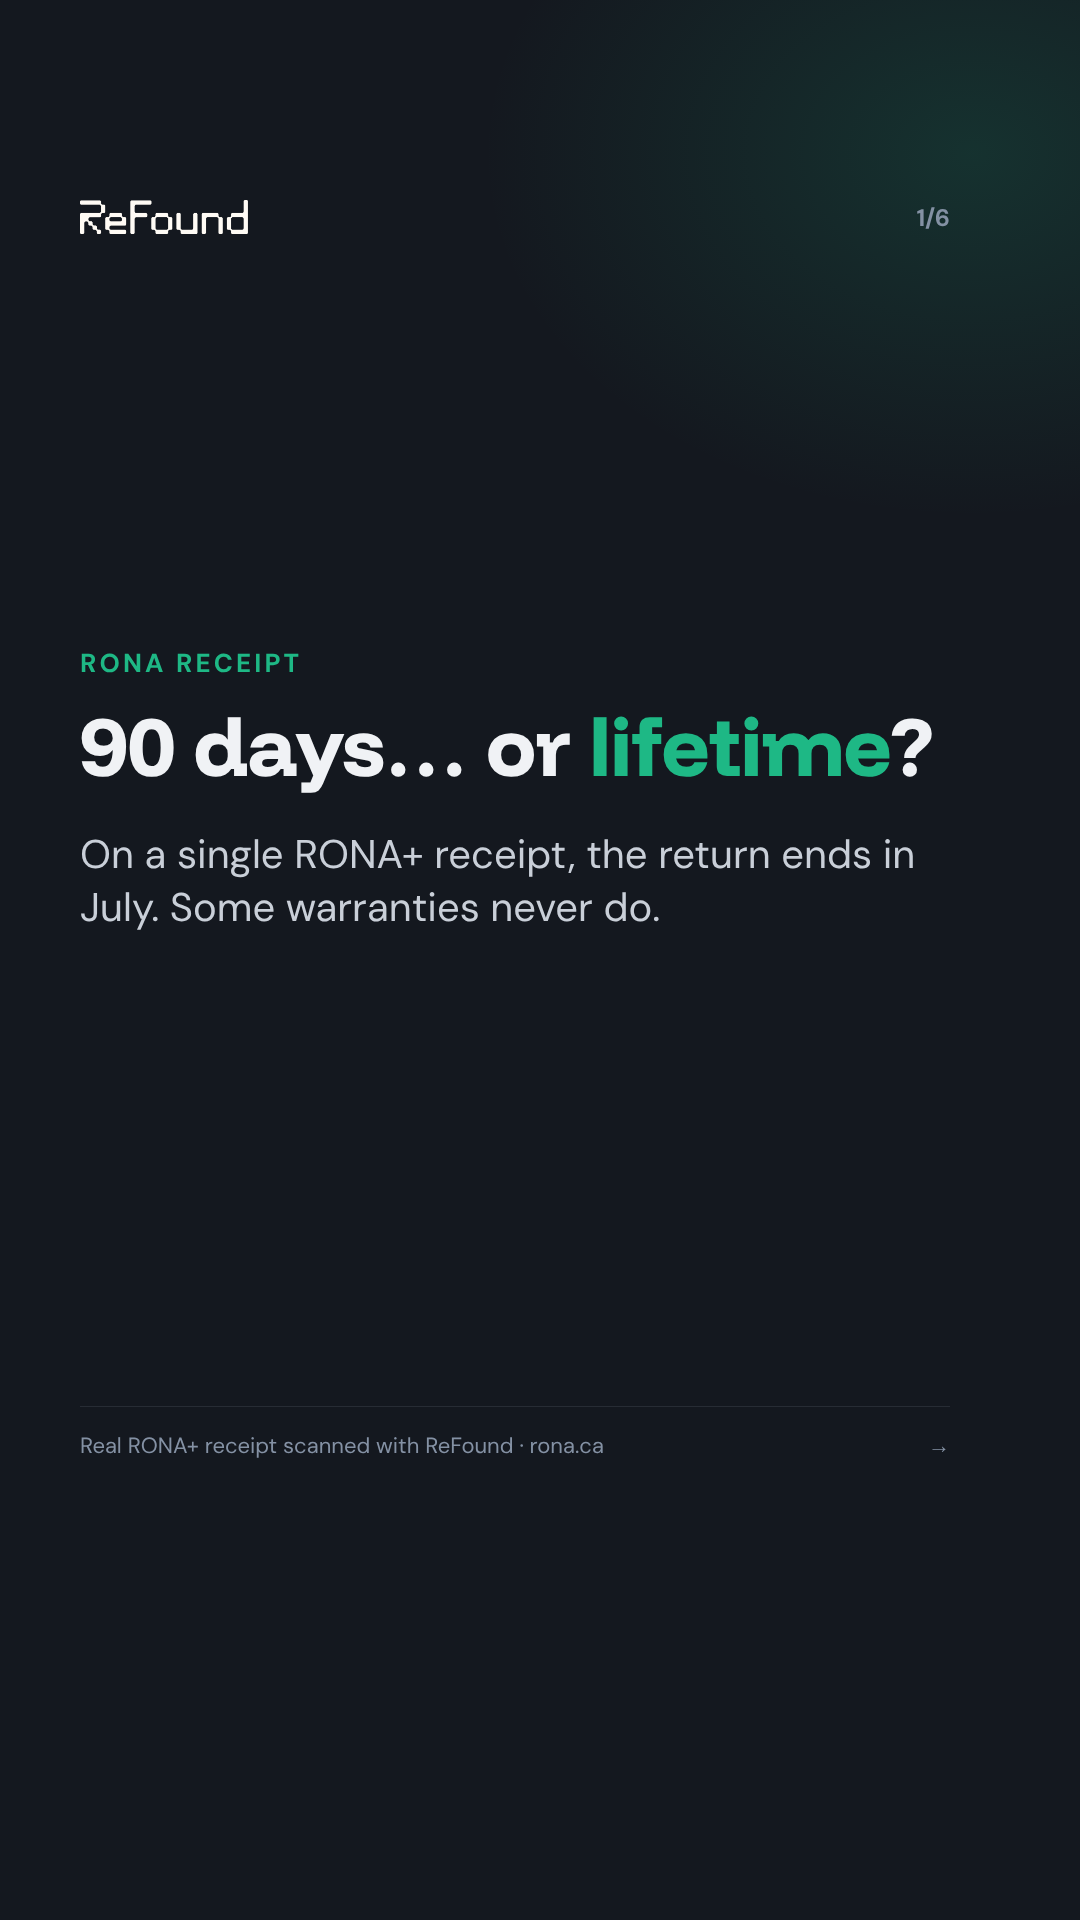 ReFound
1/6
RONA RECEIPT
90 days... or lifetime?
On a single RONA+ receipt, the return ends in
July. Some warranties never do.
Real RONA+ receipt scanned with ReFound · rona.ca →